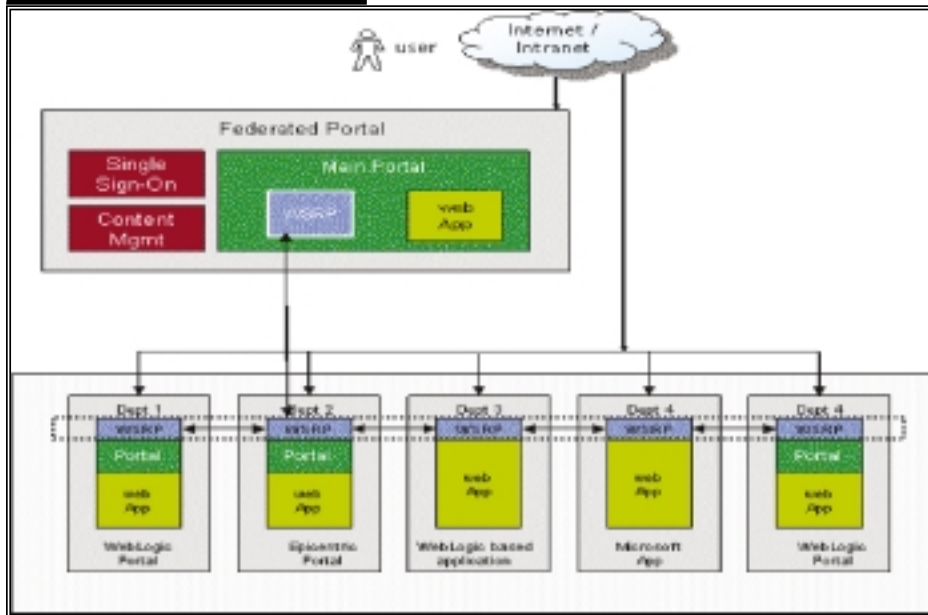 Internet /
Intranet
user
Federated Portal
Single
Sign-On
Main Portal
WSRP
web
App
Content
Mgmt
Dept 1
Dept 2
Dept 3
Dept 4
Dept 4
WSRP
WSRP
WSRP
WSRP
WSRP
Portal
Portal
Portal
web
App
web
App
web
App
web
App
web
App
WebLogic
Portal
Epicentric
Portal
WebLogic based
application
Microsoft
App
WebLogic
Portal